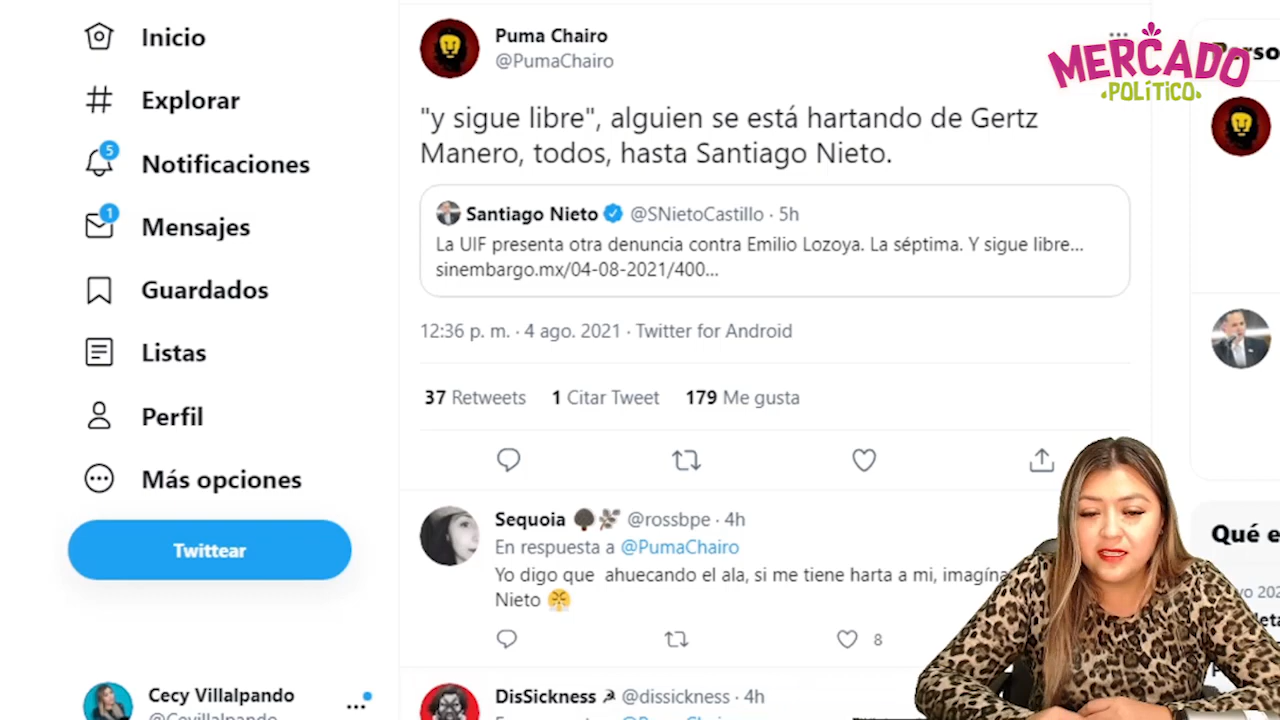 Inicio
Explorar
5
Notificaciones
1
Mensajes
Guardados
Listas
Perfil
Más opciones
Twittear
Cecy Villalpando
@Cevillalpando
Puma Chairo
@PumaChairo
"y sigue libre", alguien se está hartando de Gertz
Manero, todos, hasta Santiago Nieto.
Santiago Nieto @SNietoCastillo · 5h
La UIF presenta otra denuncia contra Emilio Lozoya. La séptima. Y sigue libre...
sinembargo.mx/04-08-2021/400...
12:36 p. m. · 4 ago. 2021 · Twitter for Android
37 Retweets 1 Citar Tweet 179 Me gusta
Sequoia @rossbpe · 4h
En respuesta a @PumaChairo
Yo digo que ahuecando el ala, si me tiene harta a mi,
Nieto 😤
8
DisSickness ☭ @dissickness · 4h
MERCADO
POLÍTICO
Qué